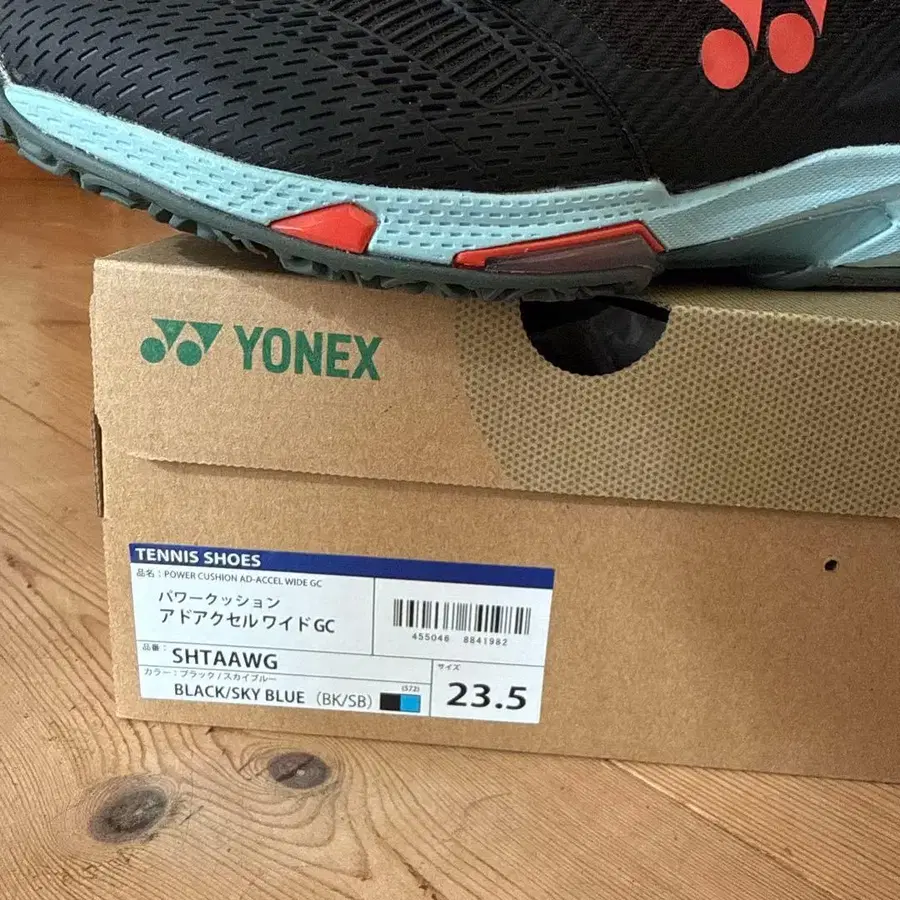 YONEX
TENNIS SHOES
品名：POWER CUSHION AD-ACCEL WIDE GC
パワークッション
アドアクセルワイドGC
455046 8841982
品番：
SHTAAWG
カラー：ブラック/スカイブルー
(572)
BLACK/SKY BLUE (BK/SB)
サイズ
23.5